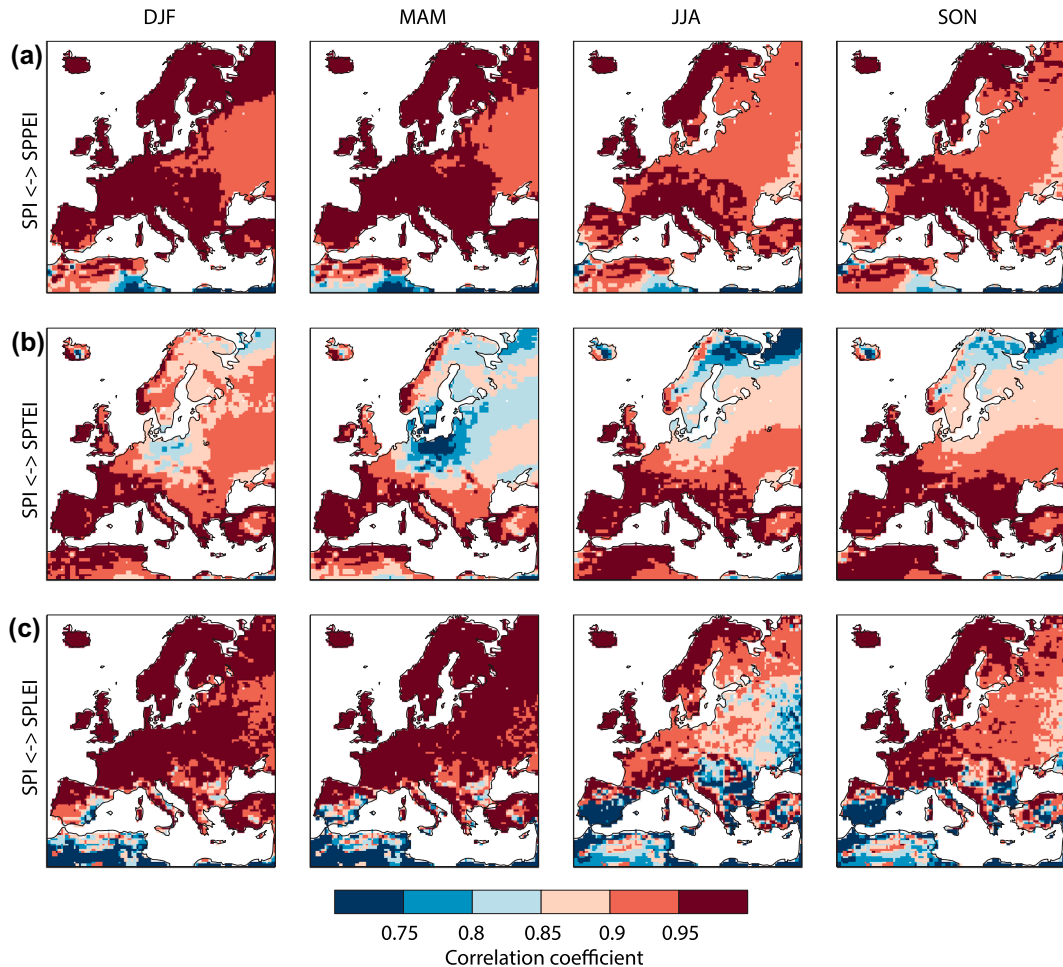 DJF
MAM
JJA
SON
(a)
SPI <-> SPPEI
(b)
SPI <-> SPTEI
(c)
SPI <-> SPLEI
0.75
0.8
0.85
0.9
0.95
Correlation coefficient